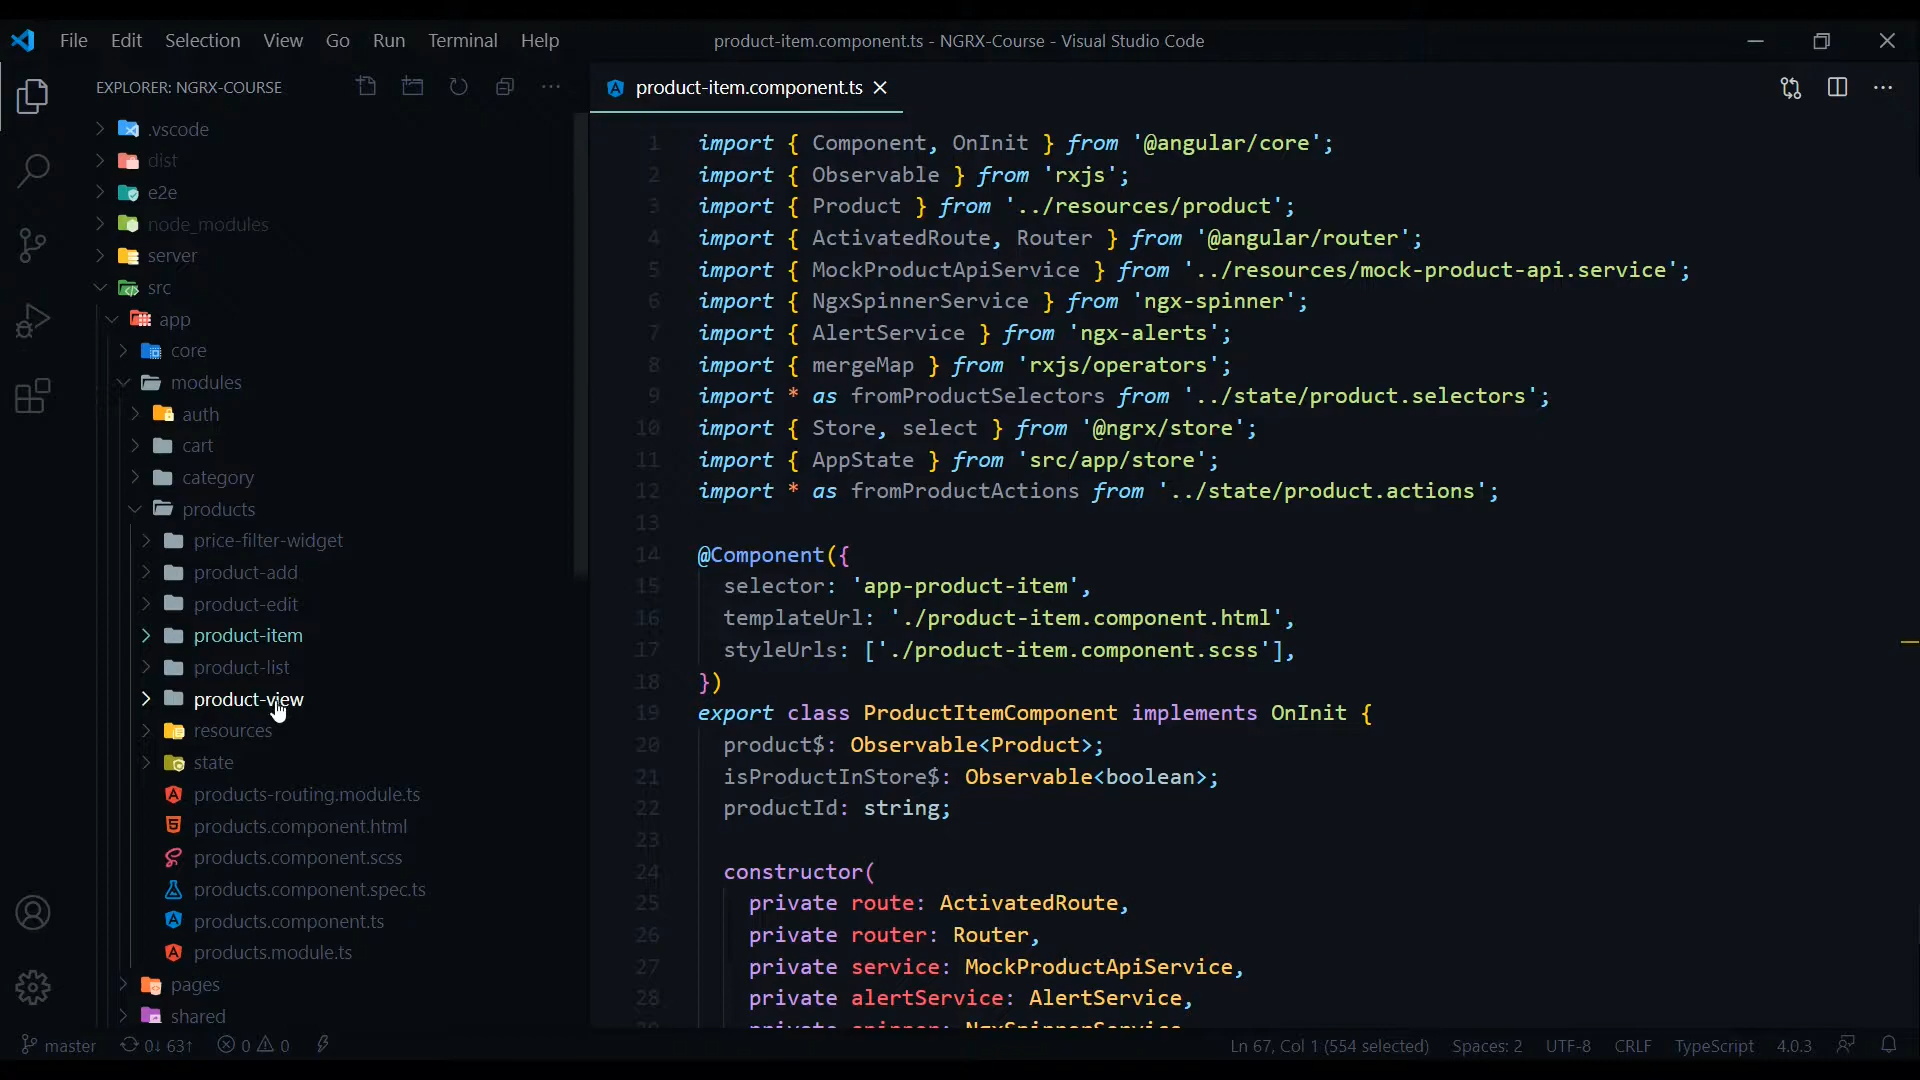 File Edit Selection View Go Run Terminal Help
product-item.component.ts - NGRX-Course - Visual Studio Code
EXPLORER: NGRX-COURSE
.vscode
dist
e2e
node_modules
server
src
app
core
modules
auth
cart
category
products
price-filter-widget
product-add
product-edit
product-item
product-list
product-view
resources
state
products-routing.module.ts
products.component.html
products.component.scss
products.component.spec.ts
products.component.ts
products.module.ts
pages
shared
product-item.component.ts
1 import { Component, OnInit } from '@angular/core';
2 import { Observable } from 'rxjs';
3 import { Product } from '../resources/product';
4 import { ActivatedRoute, Router } from '@angular/router';
5 import { MockProductApiService } from '../resources/mock-product-api.service';
6 import { NgxSpinnerService } from 'ngx-spinner';
7 import { AlertService } from 'ngx-alerts';
8 import { mergeMap } from 'rxjs/operators';
9 import * as fromProductSelectors from '../state/product.selectors';
10 import { Store, select } from '@ngrx/store';
11 import { AppState } from 'src/app/store';
12 import * as fromProductActions from '../state/product.actions';
13
14 @Component({
15 selector: 'app-product-item',
16 templateUrl: './product-item.component.html',
17 styleUrls: ['./product-item.component.scss'],
18 })
19 export class ProductItemComponent implements OnInit {
20 product$: Observable<Product>;
21 isProductInStore$: Observable<boolean>;
22 productId: string;
23
24 constructor(
25 private route: ActivatedRoute,
26 private router: Router,
27 private service: MockProductApiService,
28 private alertService: AlertService,
29 private spinner: NgxSpinnerService
master 0↓ 63↑ 0 0
Ln 67, Col 1 (554 selected) Spaces: 2 UTF-8 CRLF TypeScript 4.0.3